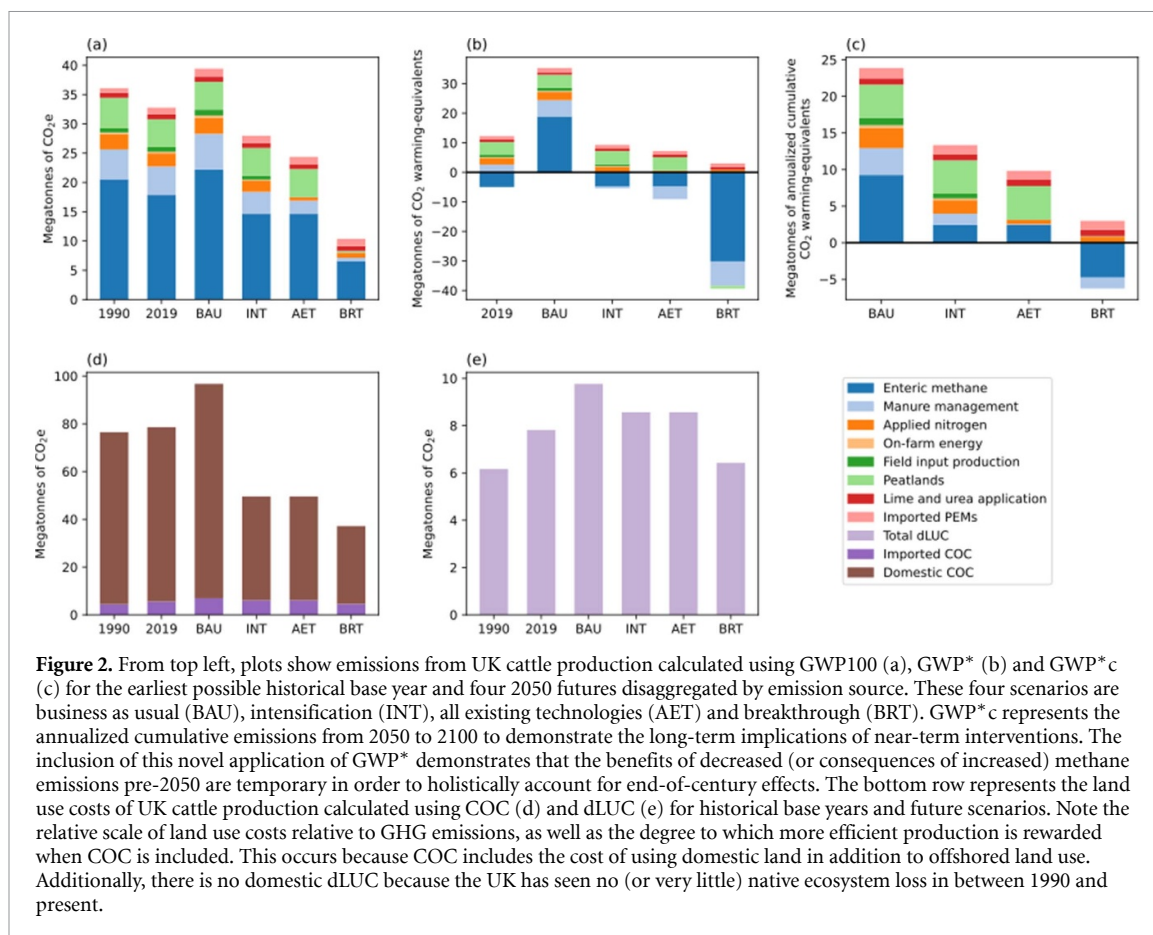 (a)
(b)
(c)
Megatonnes of CO₂e
40
35
30
25
20
15
10
5
0
1990
2019
BAU
INT
AET
BRT
Megatonnes of CO₂ warming-equivalents
30
20
10
0
−10
−20
−30
−40
2019
BAU
INT
AET
BRT
Megatonnes of annualized cumulative
CO₂ warming-equivalents
25
20
15
10
5
0
−5
BAU
INT
AET
BRT
(d)
(e)
Megatonnes of CO₂e
100
80
60
40
20
0
1990
2019
BAU
INT
AET
BRT
Megatonnes of CO₂e
10
8
6
4
2
0
1990
2019
BAU
INT
AET
BRT
Enteric methane
Manure management
Applied nitrogen
On-farm energy
Field input production
Peatlands
Lime and urea application
Imported PEMs
Total dLUC
Imported COC
Domestic COC
Figure 2. From top left, plots show emissions from UK cattle production calculated using GWP100 (a), GWP* (b) and GWP*c
(c) for the earliest possible historical base year and four 2050 futures disaggregated by emission source. These four scenarios are
business as usual (BAU), intensification (INT), all existing technologies (AET) and breakthrough (BRT). GWP*c represents the
annualized cumulative emissions from 2050 to 2100 to demonstrate the long-term implications of near-term interventions. The
inclusion of this novel application of GWP* demonstrates that the benefits of decreased (or consequences of increased) methane
emissions pre-2050 are temporary in order to holistically account for end-of-century effects. The bottom row represents the land
use costs of UK cattle production calculated using COC (d) and dLUC (e) for historical base years and future scenarios. Note the
relative scale of land use costs relative to GHG emissions, as well as the degree to which more efficient production is rewarded
when COC is included. This occurs because COC includes the cost of using domestic land in addition to offshored land use.
Additionally, there is no domestic dLUC because the UK has seen no (or very little) native ecosystem loss in between 1990 and
present.